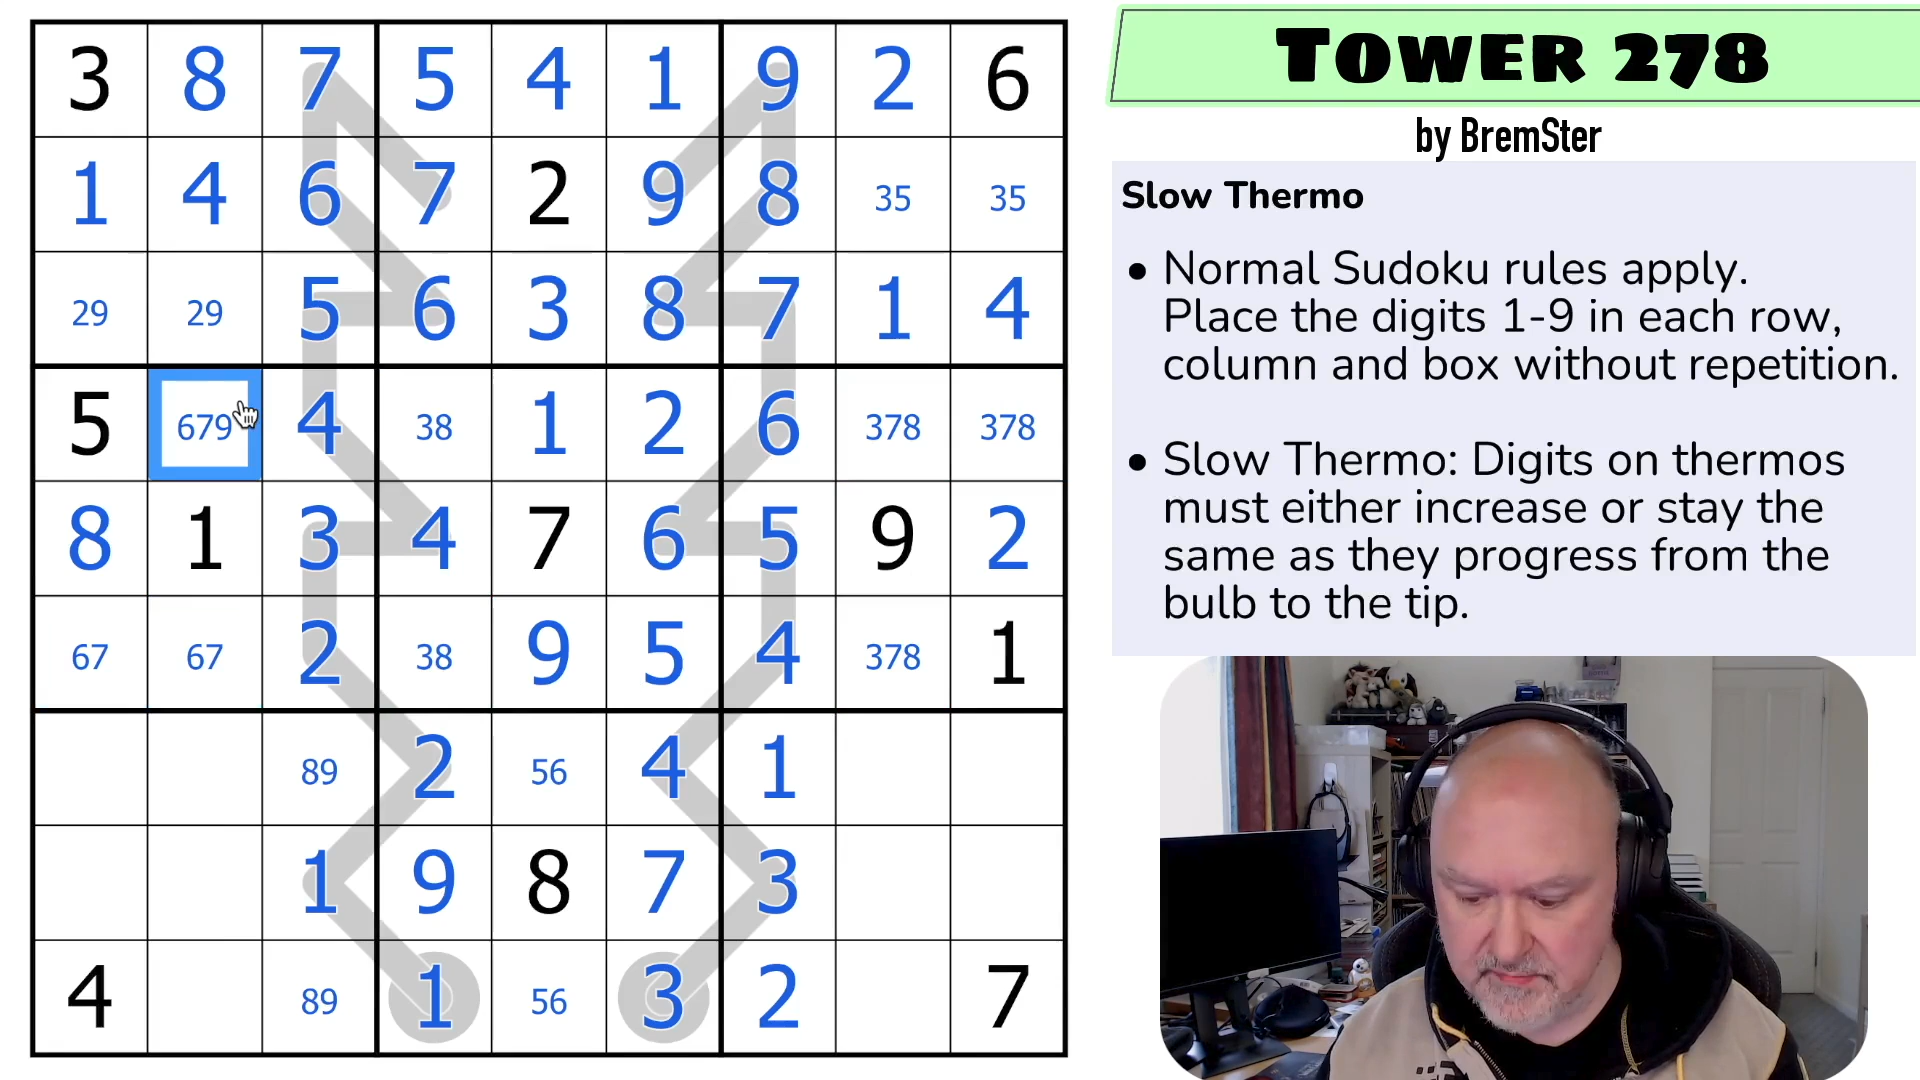 3 8 7 5 4 1 9 2 6
1 4 6 7 2 9 8 35 35
29 29 5 6 3 8 7 1 4
5 679 4 38 1 2 6 378 378
8 1 3 4 7 6 5 9 2
67 67 2 38 9 5 4 378 1
89 2 56 4 1
1 9 8 7 3
4 89 1 56 3 2 7
TOWER 278
by BremSter
Slow Thermo
• Normal Sudoku rules apply.
Place the digits 1-9 in each row,
column and box without repetition.
• Slow Thermo: Digits on thermos
must either increase or stay the
same as they progress from the
bulb to the tip.